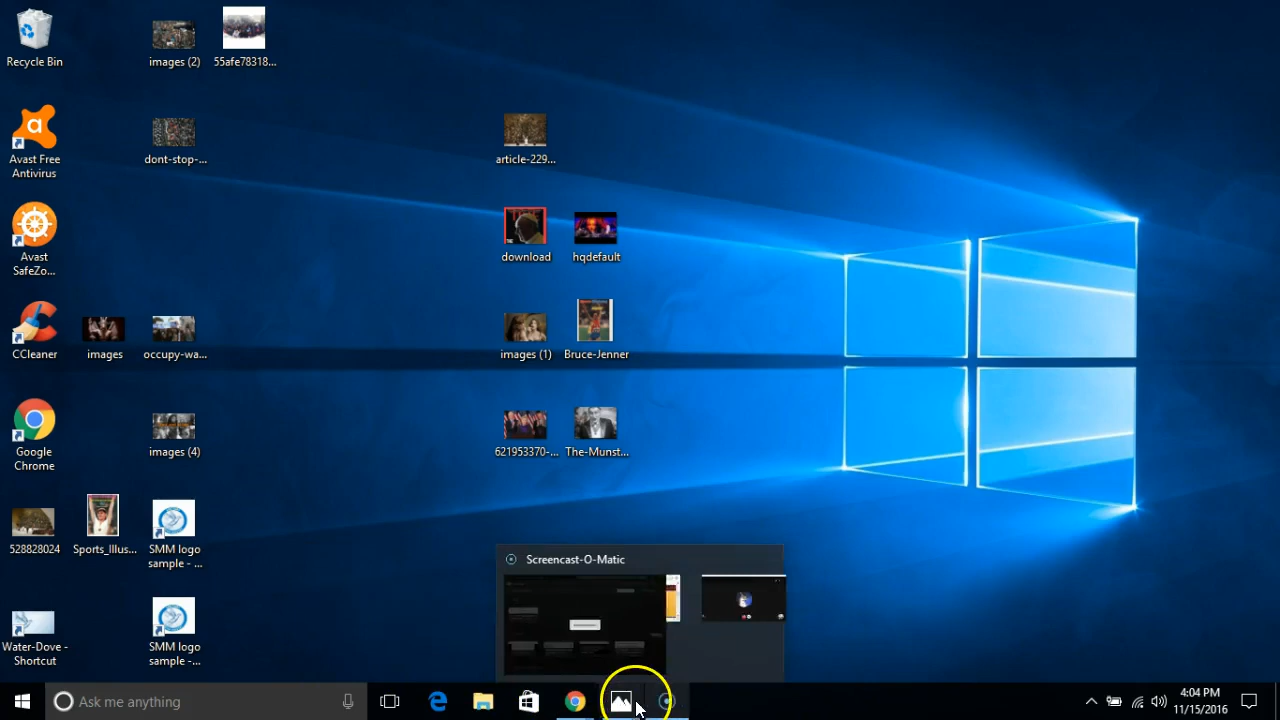 Recycle Bin
images (2)
55afe78318...
Avast Free
Antivirus
dont-stop-...
article-229...
Avast
SafeZo...
download
hqdefault
CCleaner
images
occupy-wa...
images (1)
Bruce-Jenner
Google
Chrome
images (4)
621953370-...
The-Munst...
528828024
Sports_Illus...
SMM logo
sample - ...
Screencast-O-Matic
Water-Dove -
Shortcut
SMM logo
sample - ...
Ask me anything
4:04 PM
11/15/2016